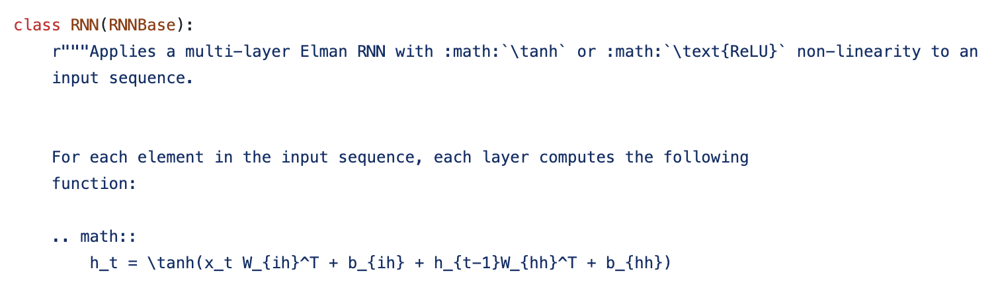 class RNN(RNNBase):
    r"""Applies a multi-layer Elman RNN with :math:`\tanh` or :math:`\text{ReLU}` non-linearity to an
    input sequence.
    For each element in the input sequence, each layer computes the following
    function:
    .. math::
        h_t = \tanh(x_t W_{ih}^T + b_{ih} + h_{t-1}W_{hh}^T + b_{hh})